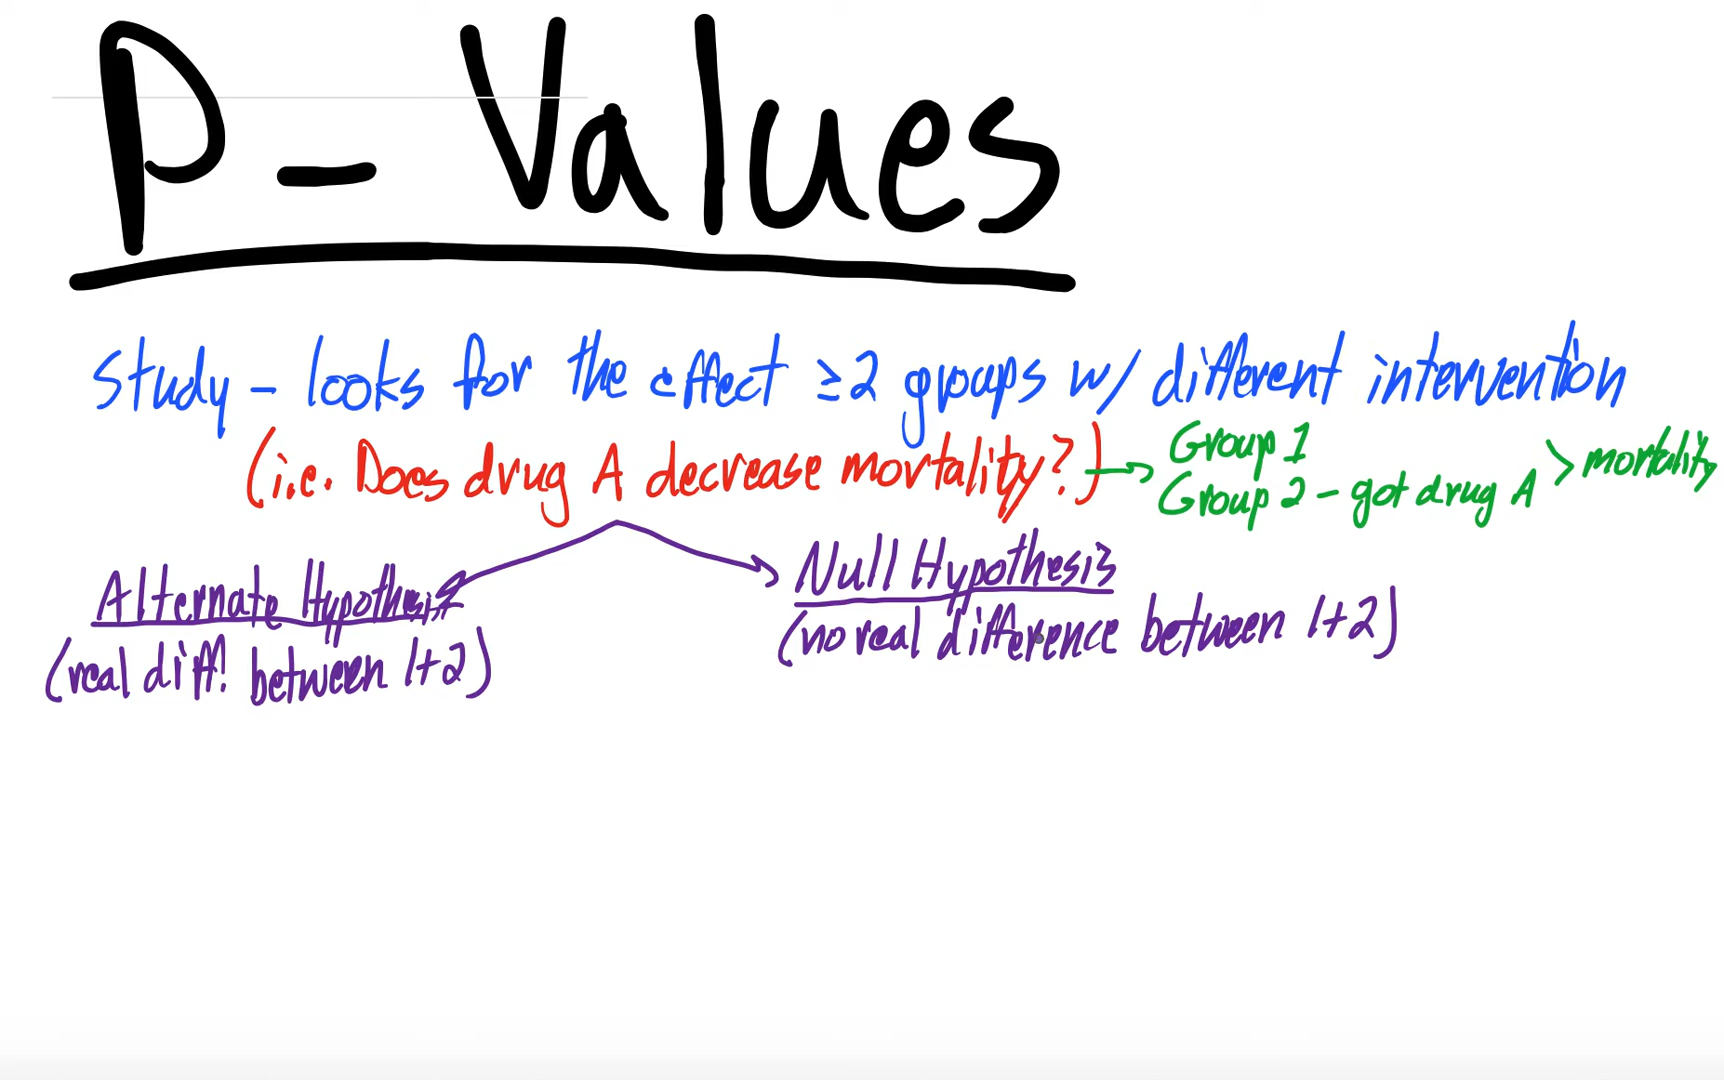 P - Values
Study - looks for the effect ≥2 groups w/ different intervention
(i.e. Does drug A decrease mortality?) → Group 1
Group 2 - got drug A > mortality
Alternate Hypothesis
(real diff! between 1+2)
Null Hypothesis
(no real difference between 1+2)